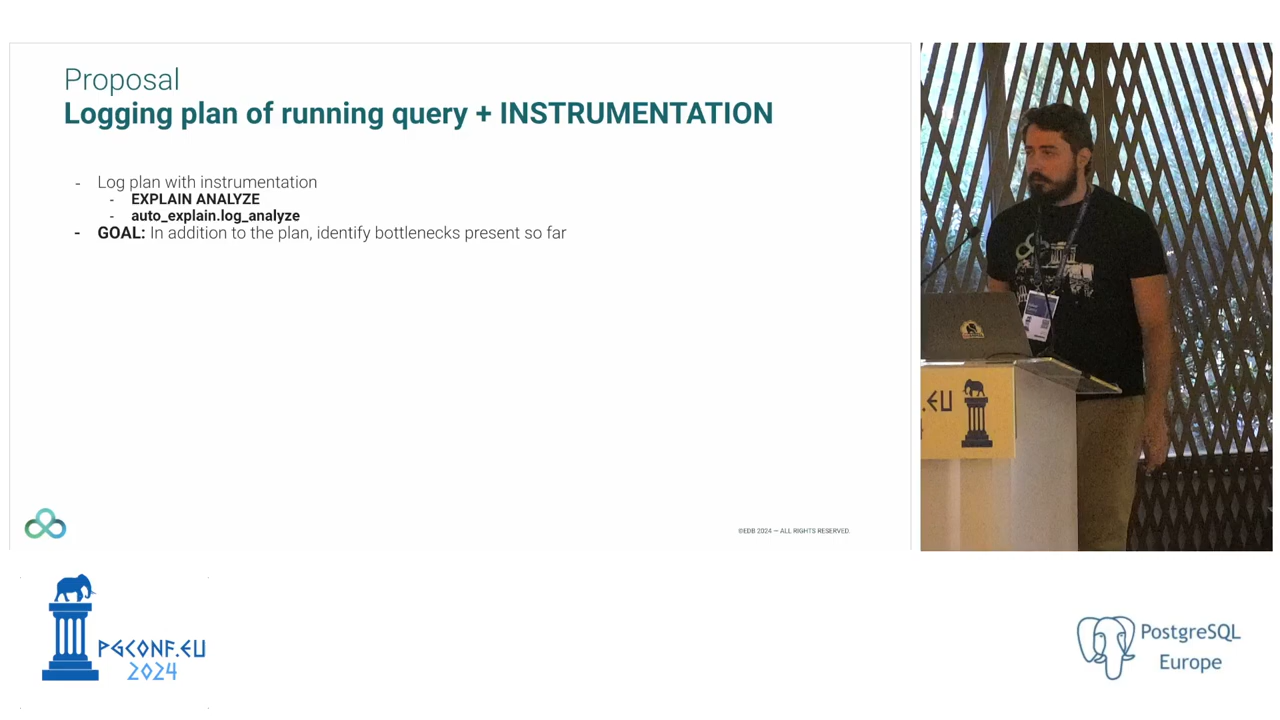 Proposal
Logging plan of running query + INSTRUMENTATION
- Log plan with instrumentation
- EXPLAIN ANALYZE
- auto_explain.log_analyze
- GOAL: In addition to the plan, identify bottlenecks present so far
©EDB 2024 — ALL RIGHTS RESERVED.
.EU
PGCONF.EU
2024
PostgreSQL
Europe